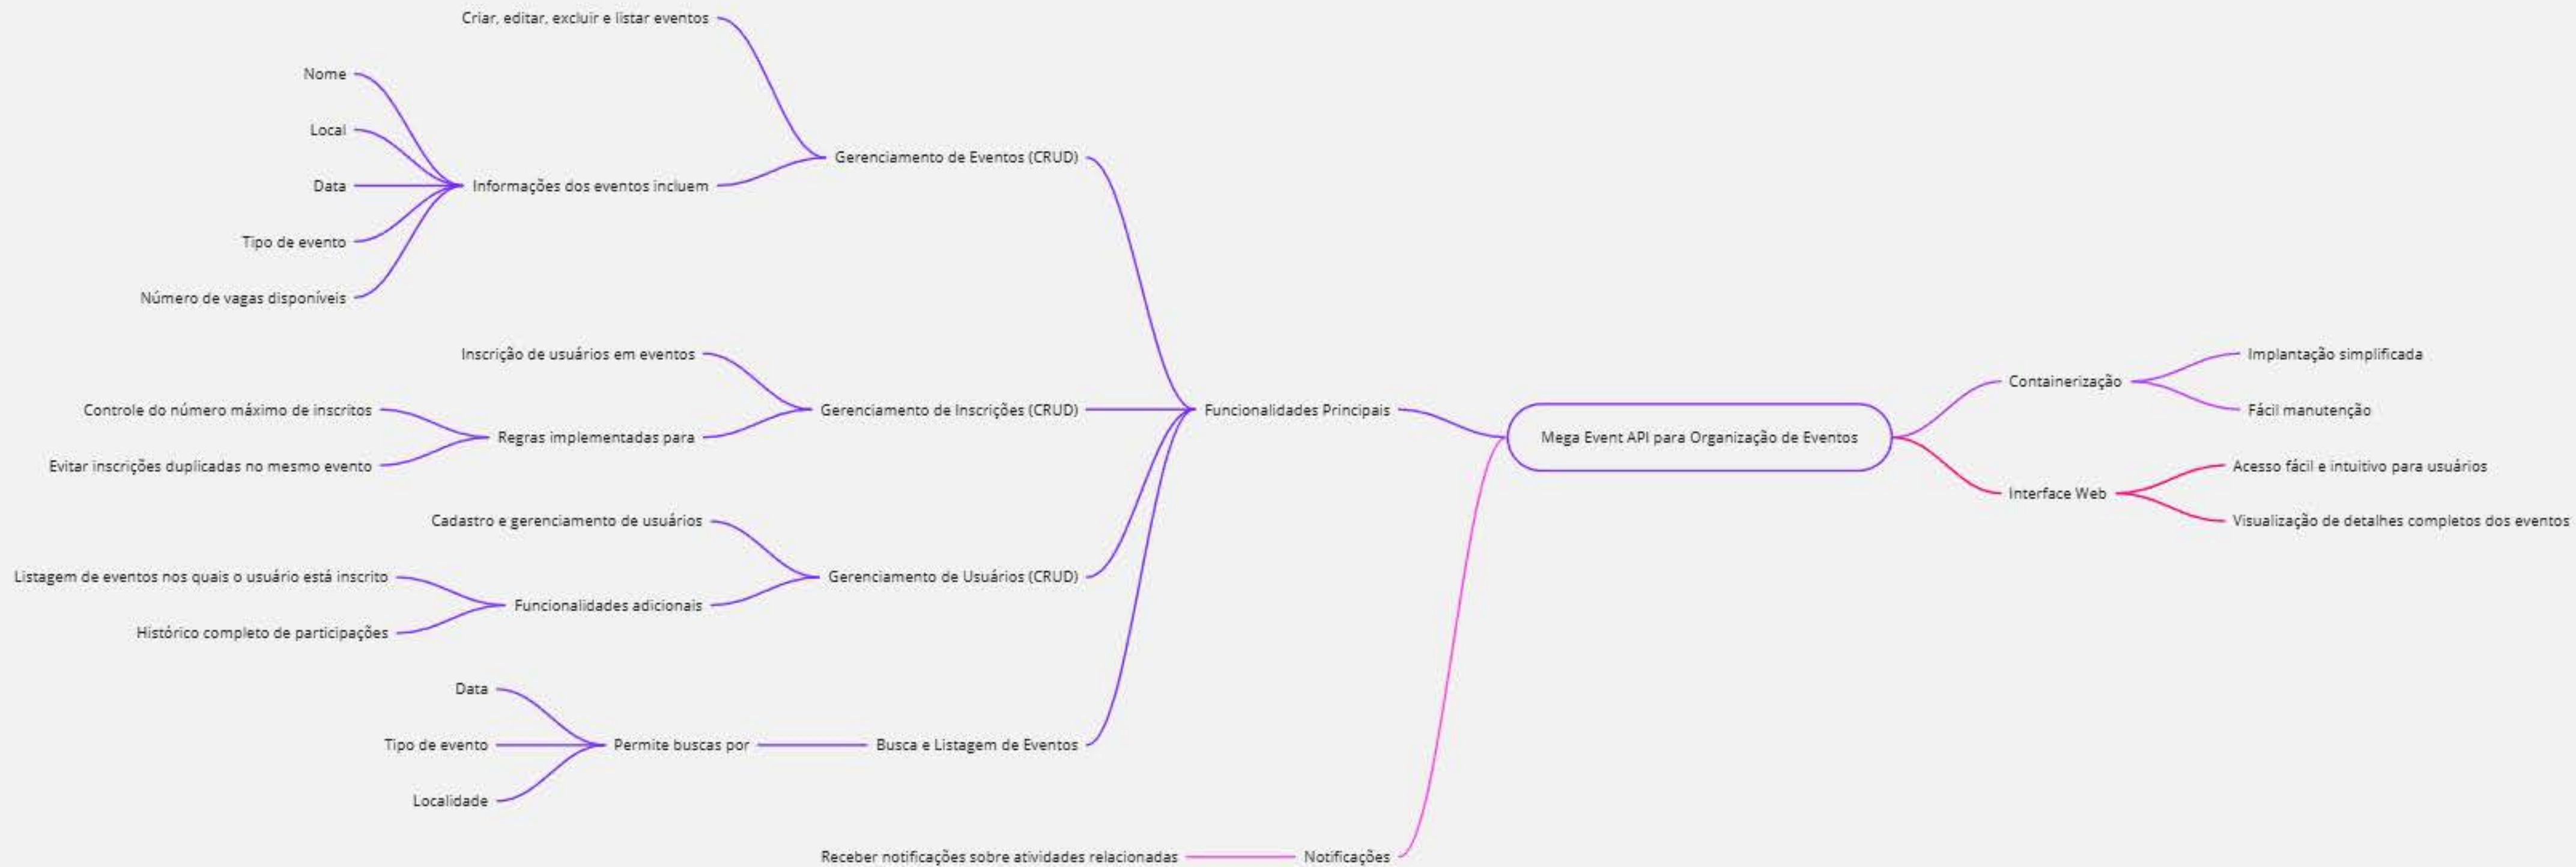 Mega Event API para Organização de Eventos
Funcionalidades Principais
Gerenciamento de Eventos (CRUD)
Criar, editar, excluir e listar eventos
Informações dos eventos incluem
Nome
Local
Data
Tipo de evento
Número de vagas disponíveis
Gerenciamento de Inscrições (CRUD)
Inscrição de usuários em eventos
Regras implementadas para
Controle do número máximo de inscritos
Evitar inscrições duplicadas no mesmo evento
Gerenciamento de Usuários (CRUD)
Cadastro e gerenciamento de usuários
Funcionalidades adicionais
Listagem de eventos nos quais o usuário está inscrito
Histórico completo de participações
Busca e Listagem de Eventos
Permite buscas por
Data
Tipo de evento
Localidade
Notificações
Receber notificações sobre atividades relacionadas
Containerização
Implantação simplificada
Fácil manutenção
Interface Web
Acesso fácil e intuitivo para usuários
Visualização de detalhes completos dos eventos